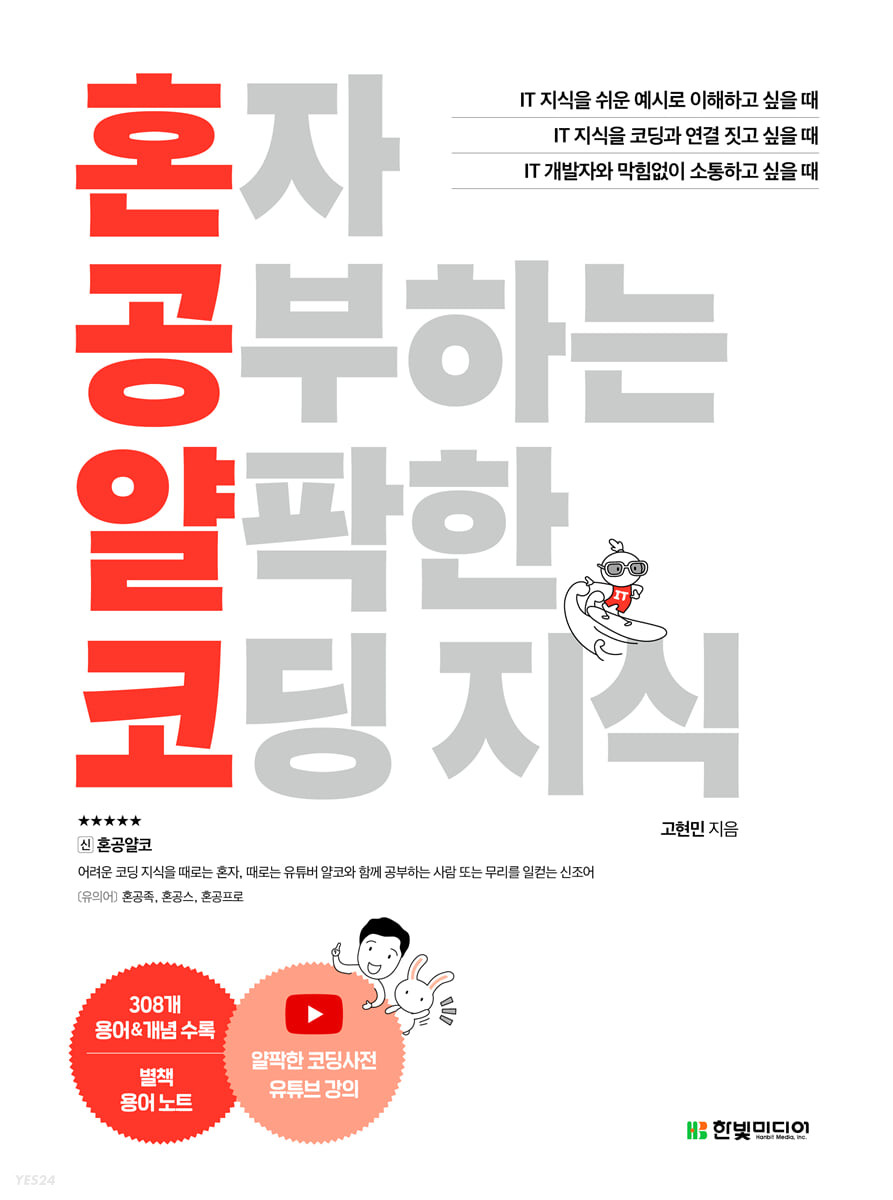 혼자
공부하는
얄팍한
코딩 지식
IT 지식을 쉬운 예시로 이해하고 싶을 때
IT 지식을 코딩과 연결 짓고 싶을 때
IT 개발자와 막힘없이 소통하고 싶을 때
IT
고현민 지음
★★★★★
신 혼공얄코
어려운 코딩 지식을 때로는 혼자, 때로는 유튜버 얄코와 함께 공부하는 사람 또는 무리를 일컫는 신조어
[유의어] 혼공족, 혼공스, 혼공프로
308개
용어&개념 수록
별책
용어 노트
얄팍한 코딩사전
유튜브 강의
HB 한빛미디어
Hanbit Media, Inc.
YES24